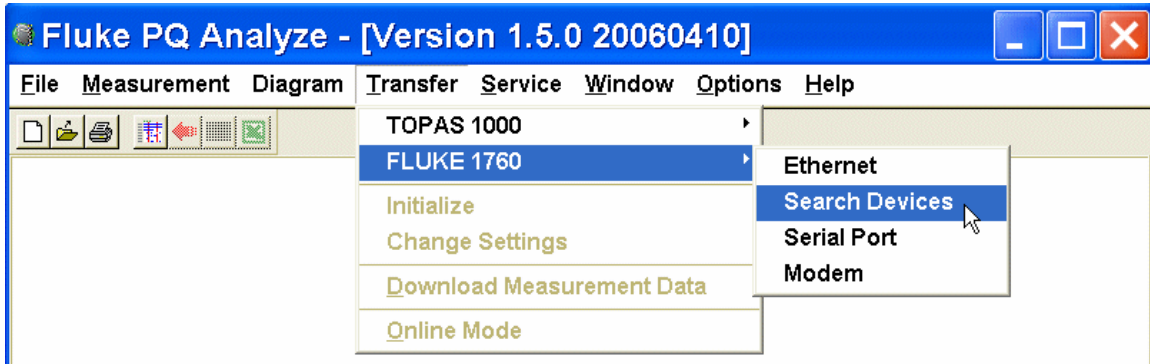 Fluke PQ Analyze - [Version 1.5.0 20060410]
File Measurement Diagram Transfer Service Window Options Help
TOPAS 1000
FLUKE 1760
Initialize
Change Settings
Download Measurement Data
Online Mode
Ethernet
Search Devices
Serial Port
Modem